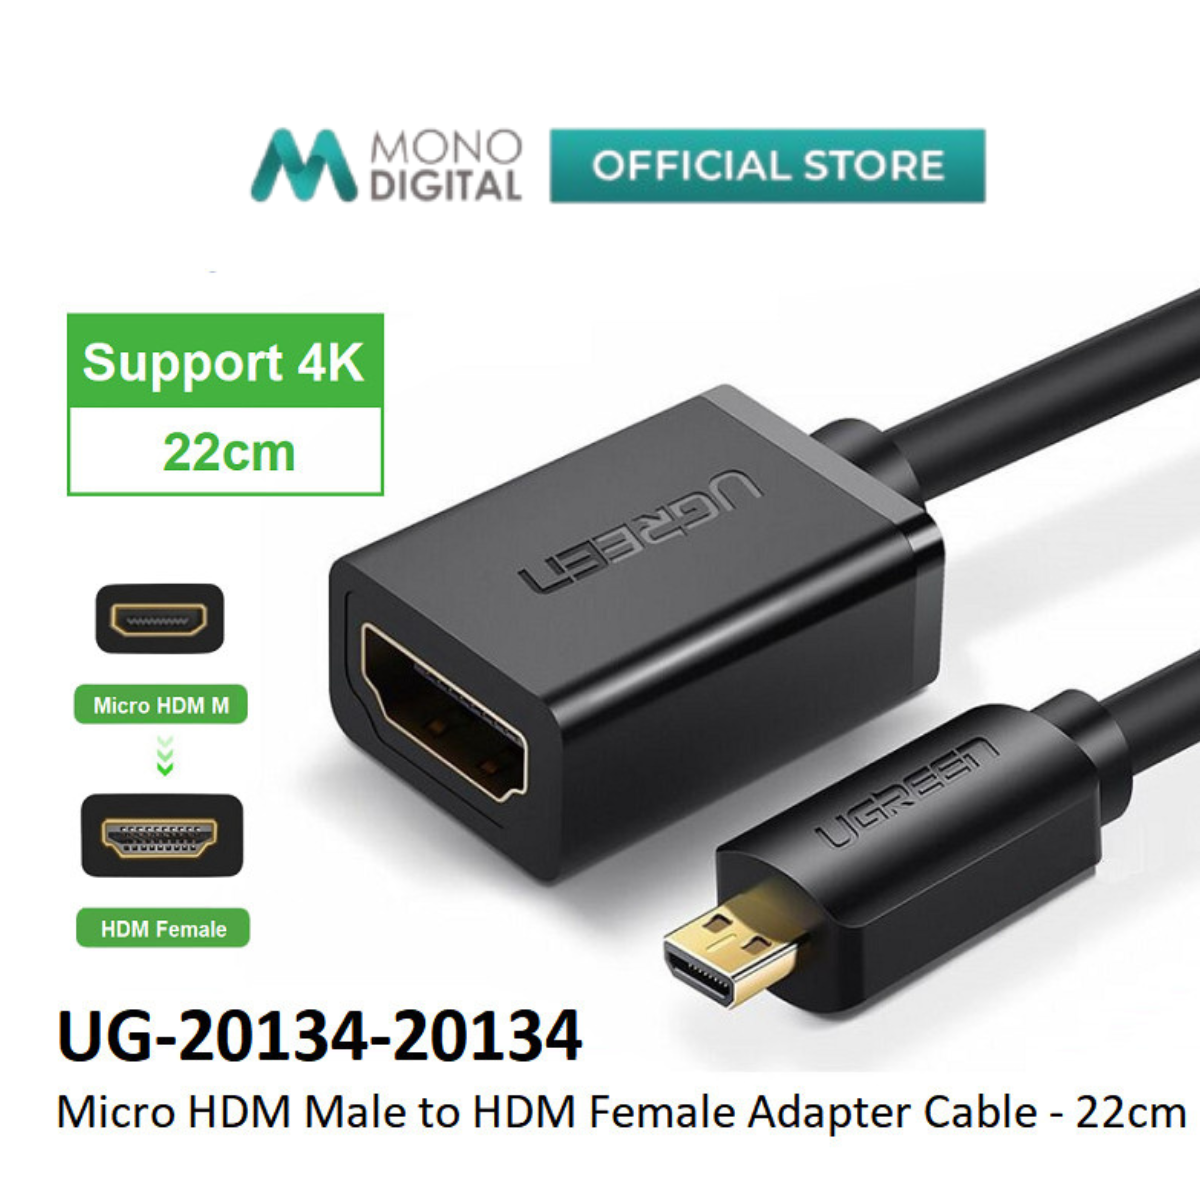 MONO
DIGITAL
OFFICIAL STORE
Support 4K
22cm
UGREEN
Micro HDM M
UGREEN
HDM Female
UG-20134-20134
Micro HDM Male to HDM Female Adapter Cable - 22cm